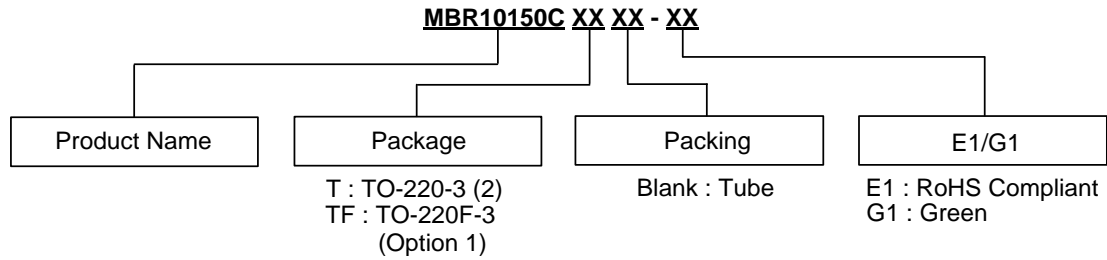 MBR10150C XX XX - XX
Product Name
Package
Packing
E1/G1
T : TO-220-3 (2)
TF : TO-220F-3
(Option 1)
Blank : Tube
E1 : RoHS Compliant
G1 : Green